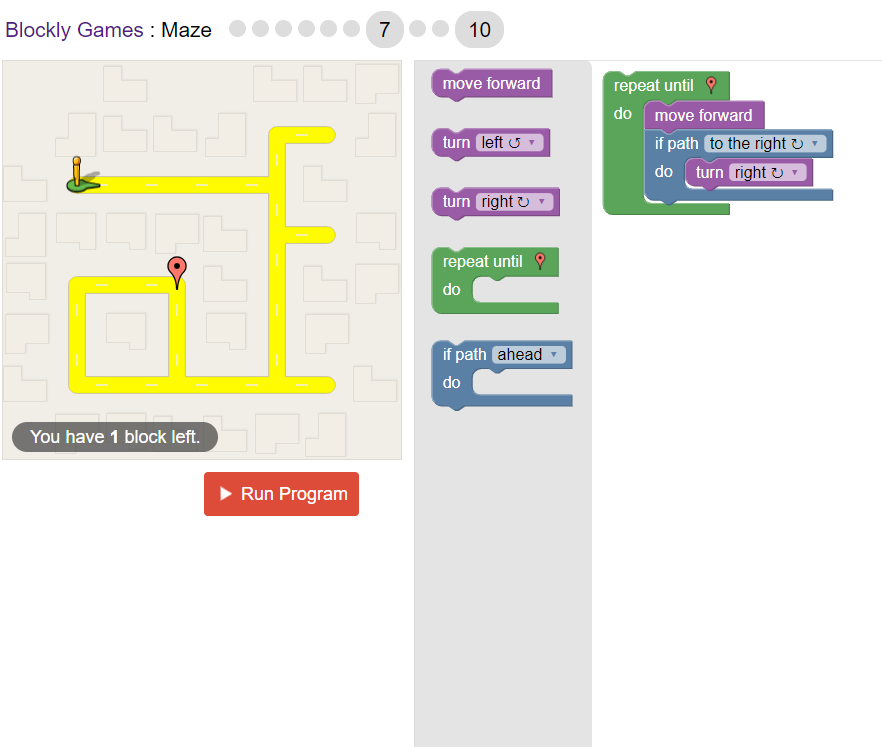 Blockly Games : Maze 7 10
You have 1 block left.
Run Program
move forward
turn left ↺ ▾
turn right ↻ ▾
repeat until
do
if path ahead ▾
do
repeat until
do
move forward
if path to the right ↻ ▾
do turn right ↻ ▾